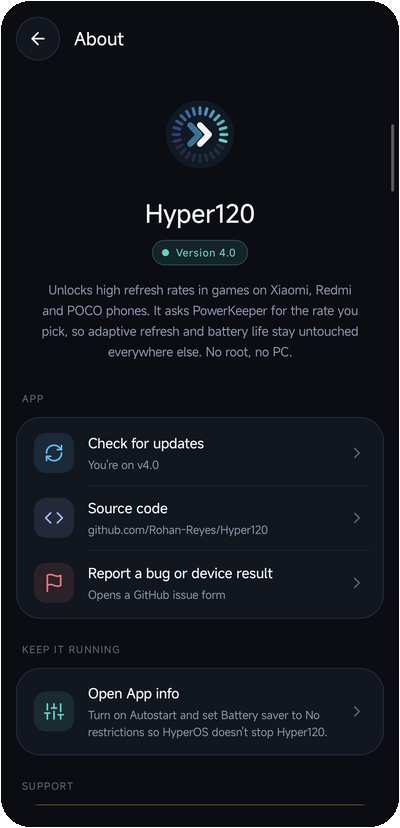 About
Hyper120
Version 4.0
Unlocks high refresh rates in games on Xiaomi, Redmi
and POCO phones. It asks PowerKeeper for the rate you
pick, so adaptive refresh and battery life stay untouched
everywhere else. No root, no PC.
APP
Check for updates
You're on v4.0
Source code
github.com/Rohan-Reyes/Hyper120
Report a bug or device result
Opens a GitHub issue form
KEEP IT RUNNING
Open App info
Turn on Autostart and set Battery saver to No
restrictions so HyperOS doesn't stop Hyper120.
SUPPORT